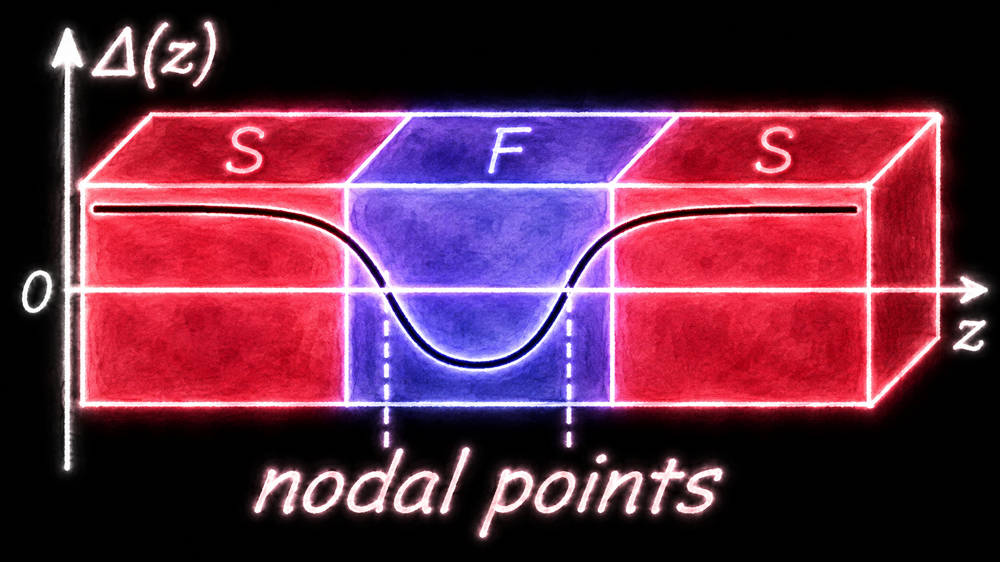 Δ(z)
S F S
0
z
nodal points